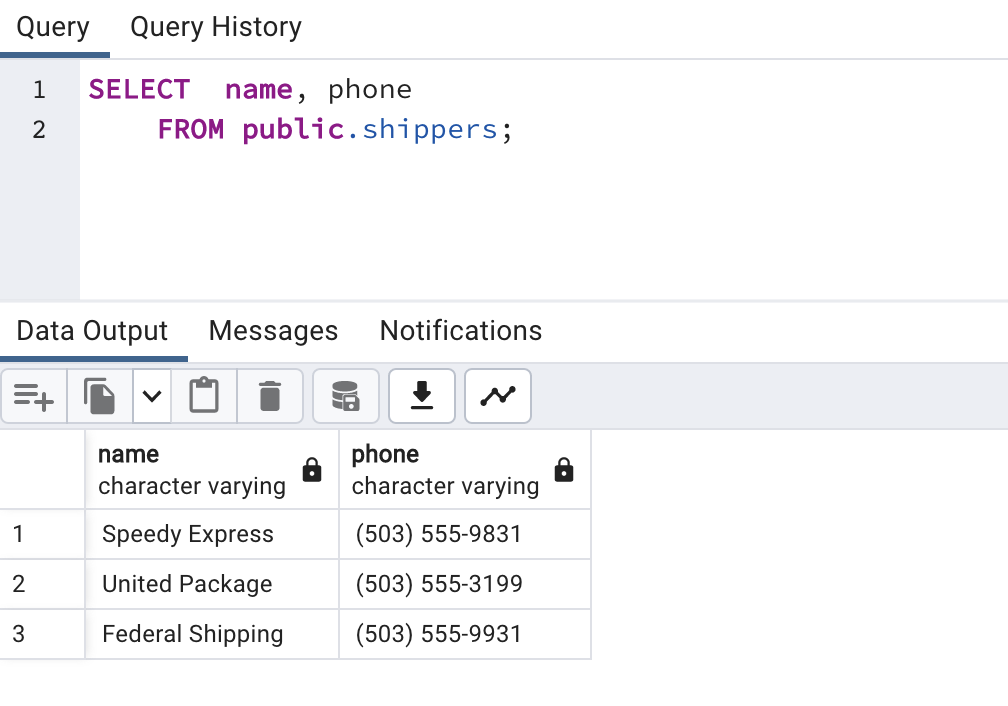 Query Query History
1 SELECT  name, phone
2     FROM public.shippers;
Data Output Messages Notifications
name phone
character varying character varying
1 Speedy Express (503) 555-9831
2 United Package (503) 555-3199
3 Federal Shipping (503) 555-9931